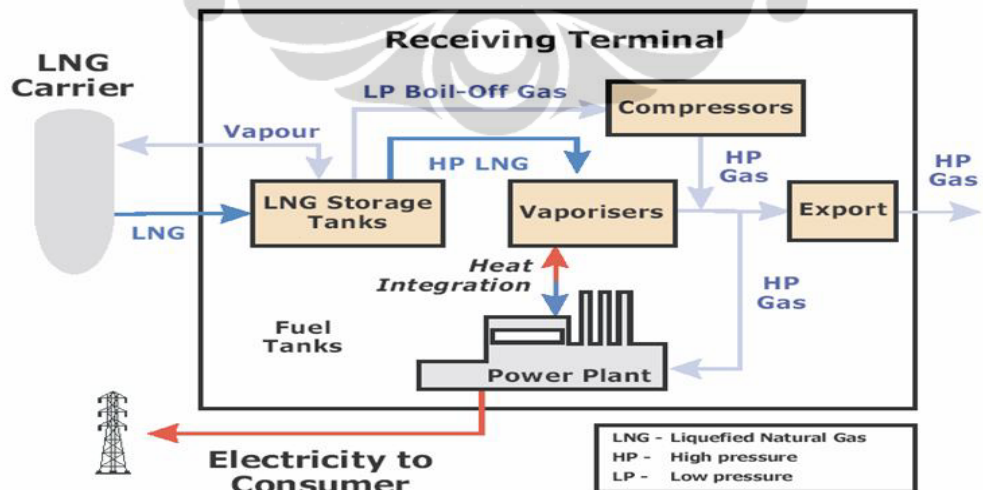 Receiving Terminal
LNG
Carrier
LP Boil-Off Gas
Compressors
Vapour
HP LNG
HP
Gas
HP
Gas
LNG Storage
Tanks
Vaporisers
Export
LNG
Heat
Integration
HP
Gas
Fuel
Tanks
Power Plant
Electricity to
Consumer
LNG - Liquefied Natural Gas
HP - High pressure
LP - Low pressure